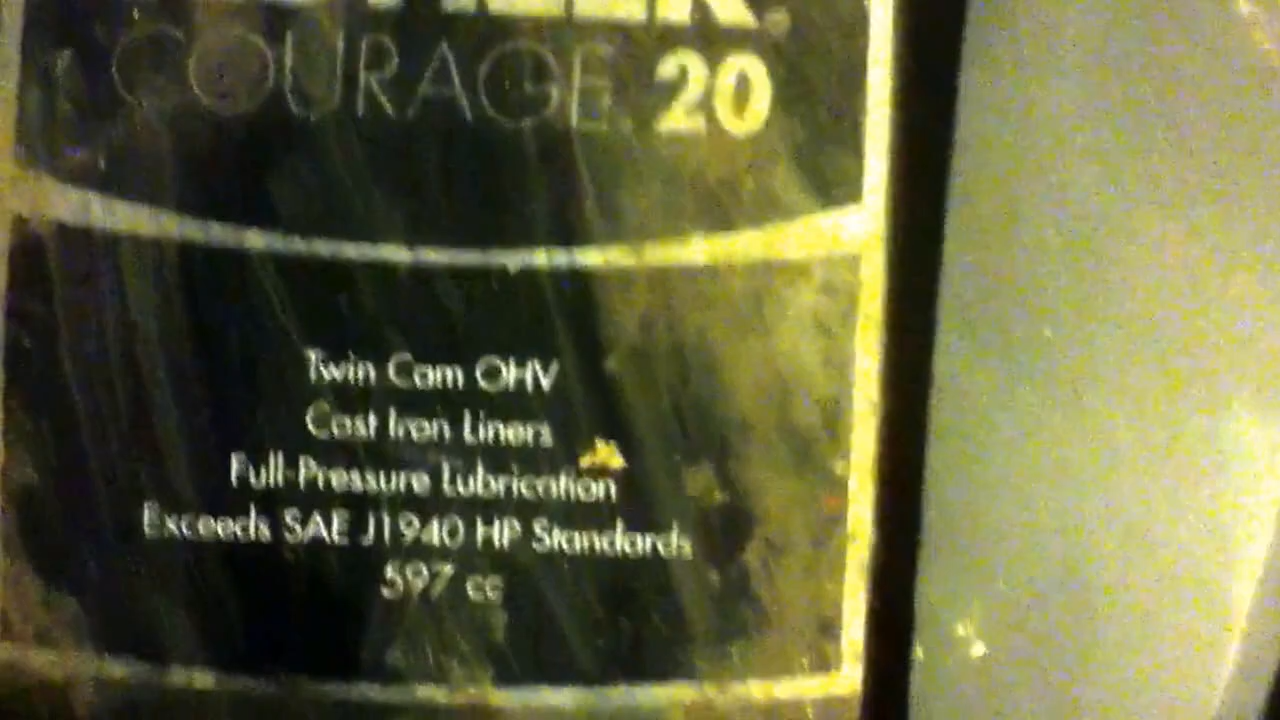 COURAGE 20
Twin Cam OHV
Cast Iron Liners
Full-Pressure Lubrication
Exceeds SAE J1940 HP Standards
597 cc